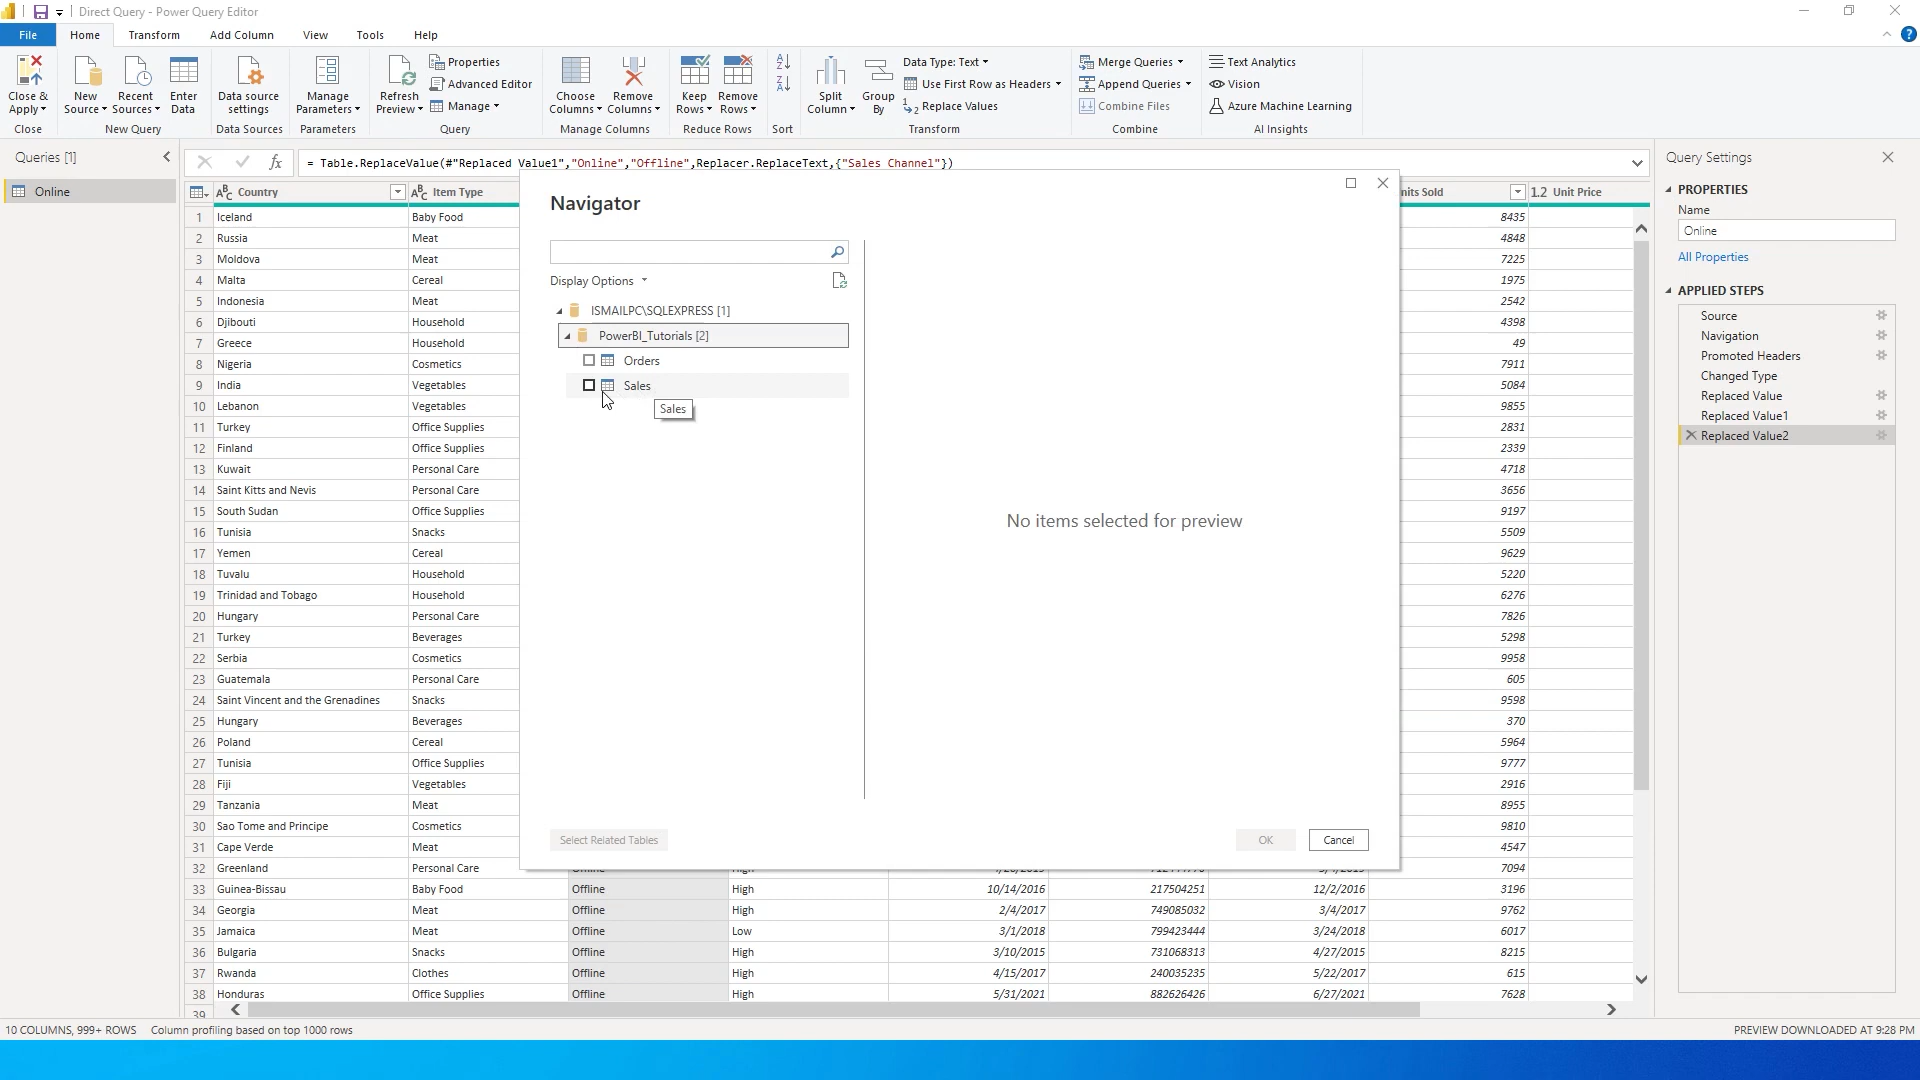 Direct Query - Power Query Editor
File Home Transform Add Column View Tools Help
Close & Apply
New Source
Recent Sources
Enter Data
Data source settings
Manage Parameters
Refresh Preview
Properties
Advanced Editor
Manage
Choose Columns
Remove Columns
Keep Rows
Remove Rows
Split Column
Group By
Data Type: Text
Use First Row as Headers
Replace Values
Merge Queries
Append Queries
Combine Files
Text Analytics
Vision
Azure Machine Learning
Close New Query Data Sources Parameters Query Manage Columns Reduce Rows Sort Transform Combine AI Insights
Queries [1]
Online
fx = Table.ReplaceValue(#"Replaced Value1","Online","Offline",Replacer.ReplaceText,{"Sales Channel"})
Country Item Type nits Sold 1.2 Unit Price
1 Iceland Baby Food 8435
2 Russia Meat 4848
3 Moldova Meat 7225
4 Malta Cereal 1975
5 Indonesia Meat 2542
6 Djibouti Household 4398
7 Greece Household 49
8 Nigeria Cosmetics 7911
9 India Vegetables 5084
10 Lebanon Vegetables 9855
11 Turkey Office Supplies 2831
12 Finland Office Supplies 2339
13 Kuwait Personal Care 4718
14 Saint Kitts and Nevis Personal Care 3656
15 South Sudan Office Supplies 9197
16 Tunisia Snacks 5509
17 Yemen Cereal 9629
18 Tuvalu Household 5220
19 Trinidad and Tobago Household 6276
20 Hungary Personal Care 7826
21 Turkey Beverages 5298
22 Serbia Cosmetics 9958
23 Guatemala Personal Care 605
24 Saint Vincent and the Grenadines Snacks 9598
25 Hungary Beverages 370
26 Poland Cereal 5964
27 Tunisia Office Supplies 9777
28 Fiji Vegetables 2916
29 Tanzania Meat 8955
30 Sao Tome and Principe Cosmetics 9810
31 Cape Verde Meat 4547
32 Greenland Personal Care Offline High 7094
33 Guinea-Bissau Baby Food Offline High 10/14/2016 217504251 12/2/2016 3196
34 Georgia Meat Offline High 2/4/2017 749085032 3/4/2017 9762
35 Jamaica Meat Offline Low 3/1/2018 799423444 3/24/2018 6017
36 Bulgaria Snacks Offline High 3/10/2015 731068313 4/27/2015 8215
37 Rwanda Clothes Offline High 4/15/2017 240035235 5/22/2017 615
38 Honduras Office Supplies Offline High 5/31/2021 882626426 6/27/2021 7628
39
Navigator
Display Options
ISMAILPC\SQLEXPRESS [1]
PowerBI_Tutorials [2]
Orders
Sales
Sales
No items selected for preview
Select Related Tables
OK
Cancel
Query Settings
PROPERTIES
Name
Online
All Properties
APPLIED STEPS
Source
Navigation
Promoted Headers
Changed Type
Replaced Value
Replaced Value1
Replaced Value2
10 COLUMNS, 999+ ROWS Column profiling based on top 1000 rows
PREVIEW DOWNLOADED AT 9:28 PM